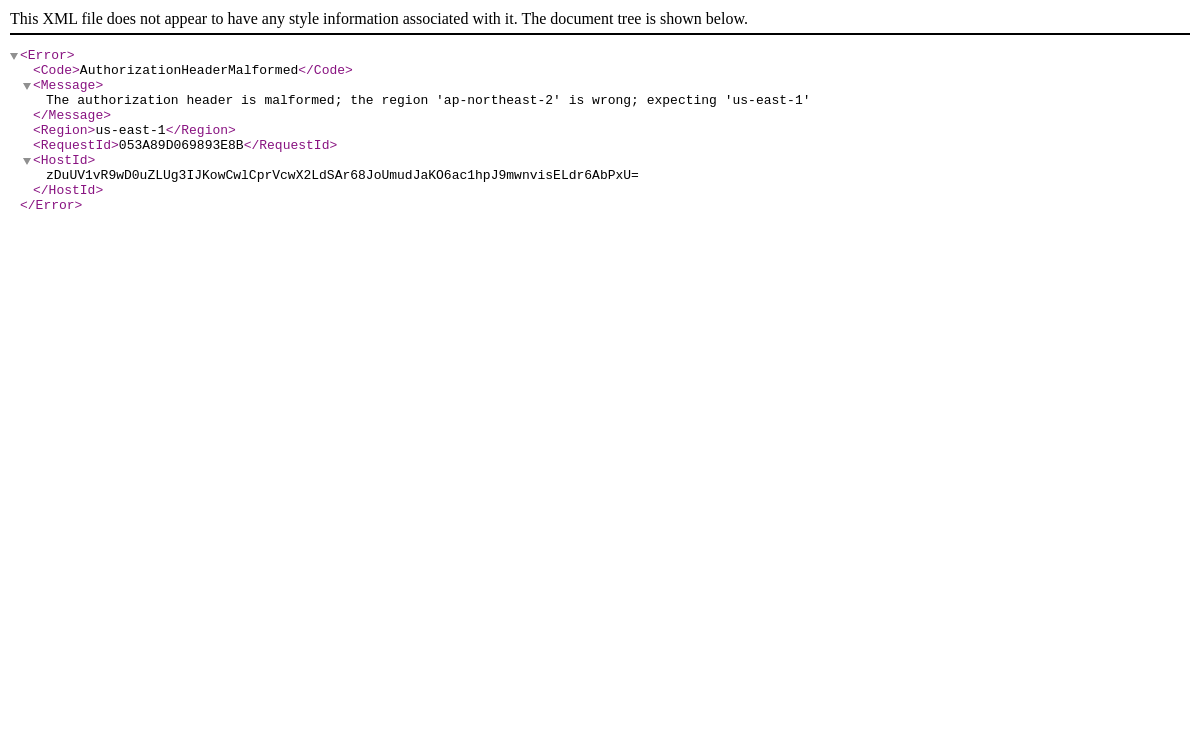 This XML file does not appear to have any style information associated with it. The document tree is shown below.
<Error>
<Code>AuthorizationHeaderMalformed</Code>
<Message>
The authorization header is malformed; the region 'ap-northeast-2' is wrong; expecting 'us-east-1'
</Message>
<Region>us-east-1</Region>
<RequestId>053A89D069893E8B</RequestId>
<HostId>
zDuUV1vR9wD0uZLUg3IJKowCwlCprVcwX2LdSAr68JoUmudJaKO6ac1hpJ9mwnvisELdr6AbPxU=
</HostId>
</Error>